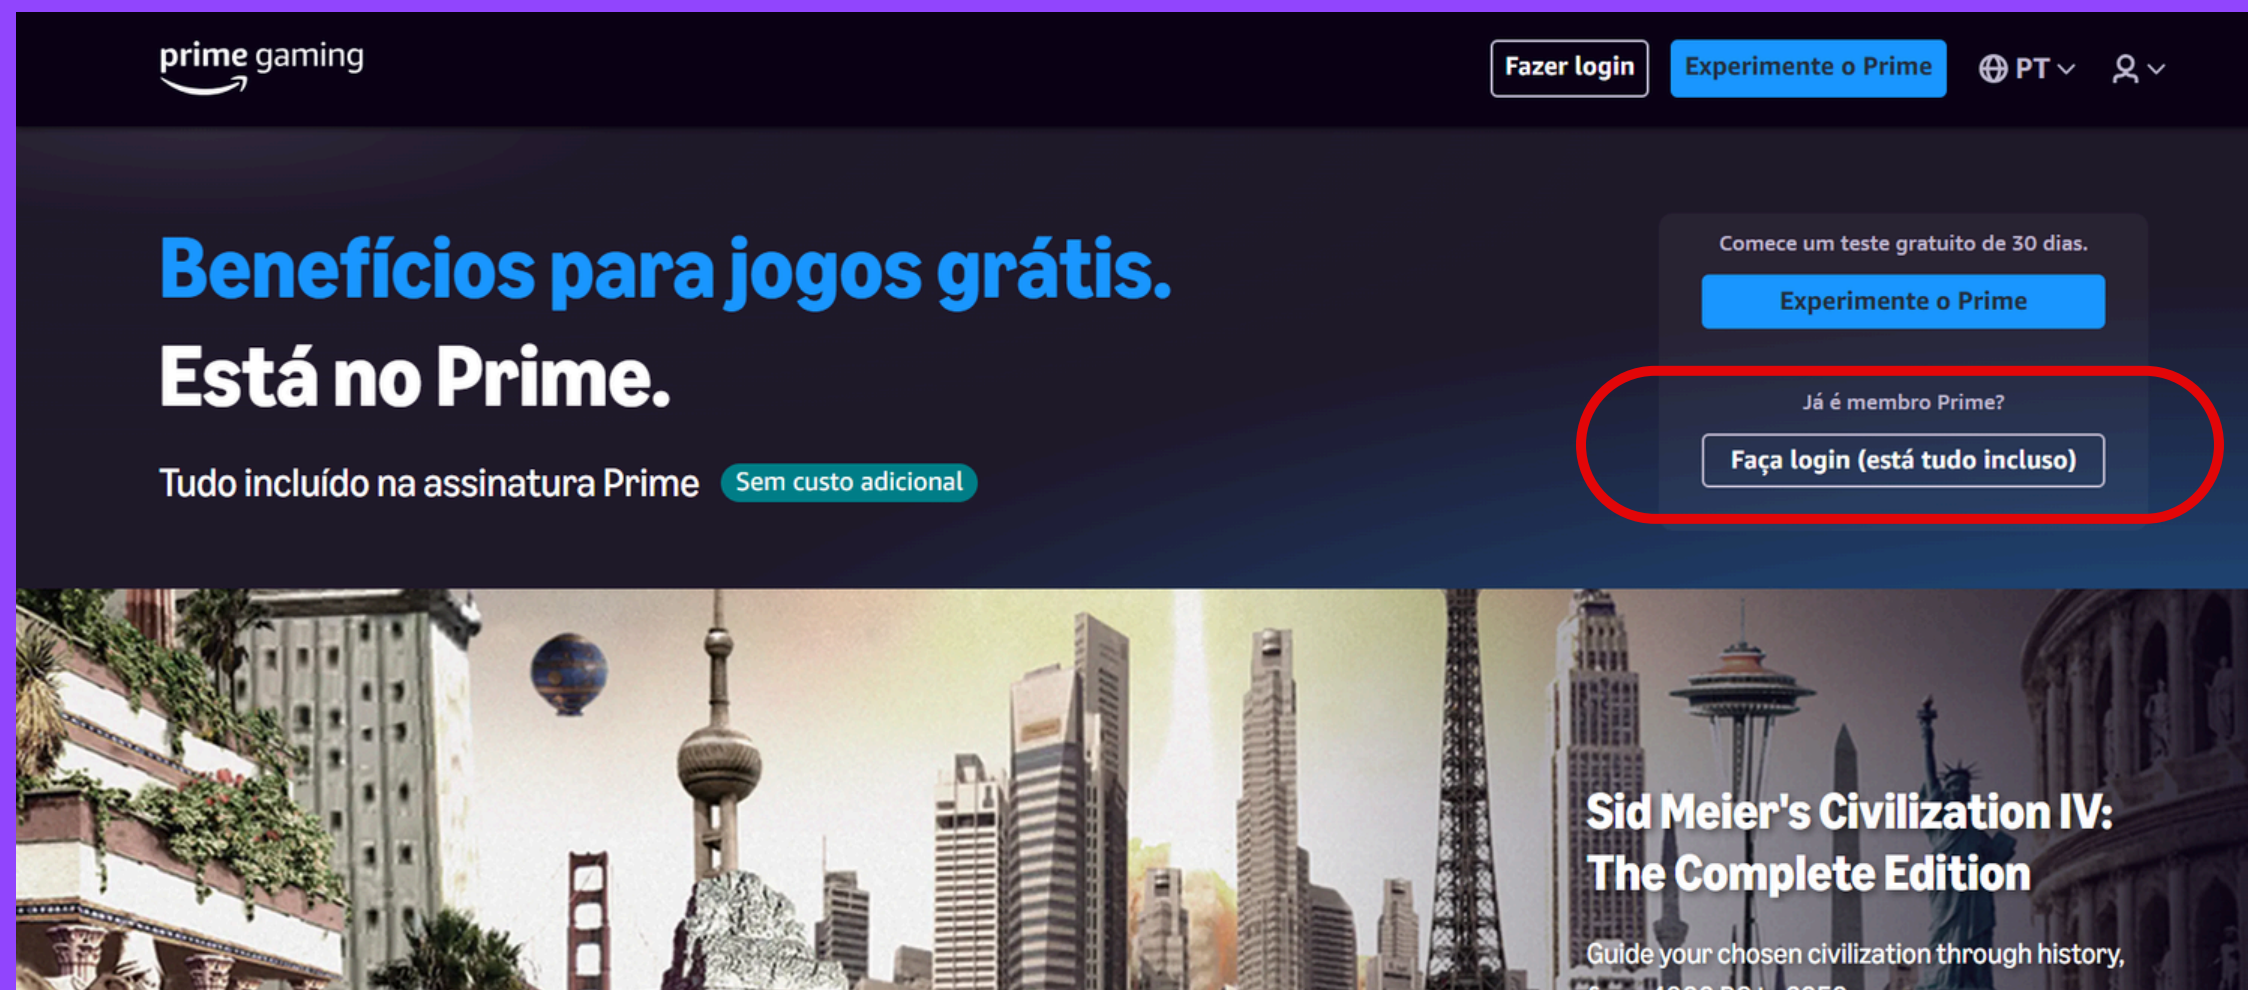 prime gaming
Fazer login
Experimente o Prime
PT
Benefícios para jogos grátis.
Está no Prime.
Tudo incluído na assinatura Prime
Sem custo adicional
Comece um teste gratuito de 30 dias.
Experimente o Prime
Já é membro Prime?
Faça login (está tudo incluso)
Sid Meier's Civilization IV:
The Complete Edition
Guide your chosen civilization through history,